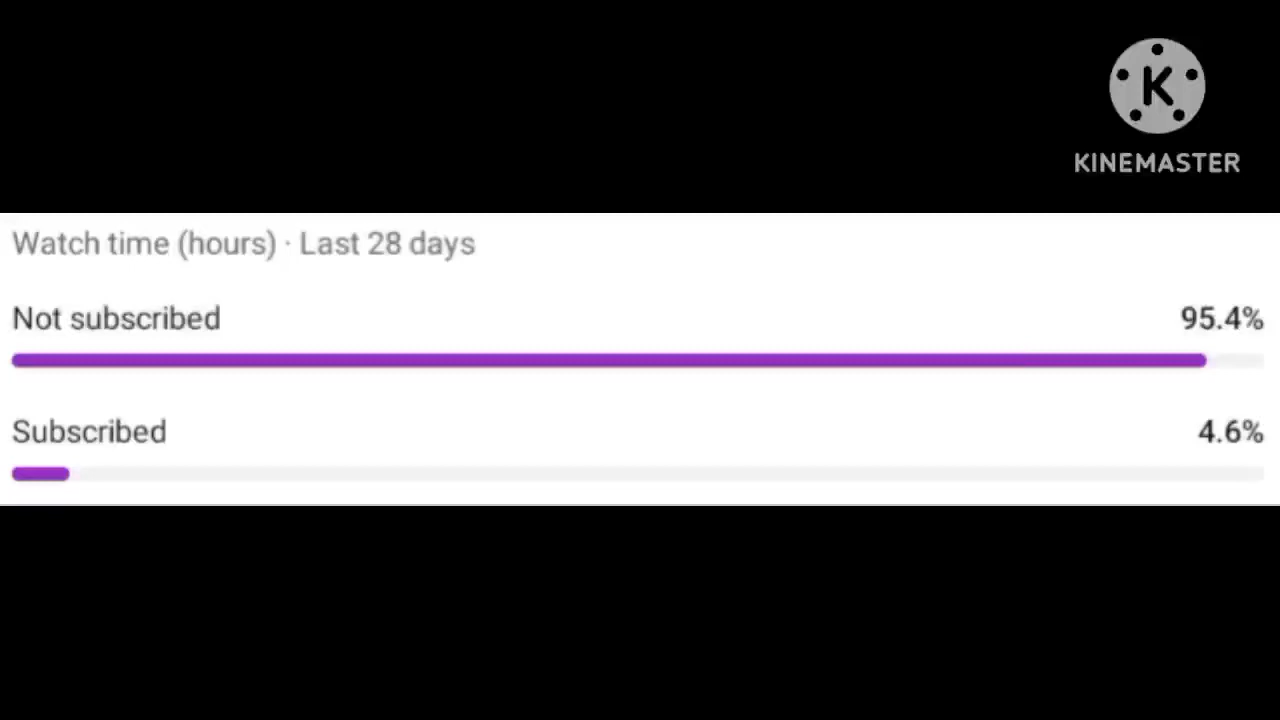 K
KINEMASTER
Watch time (hours) · Last 28 days
Not subscribed 95.4%
Subscribed 4.6%